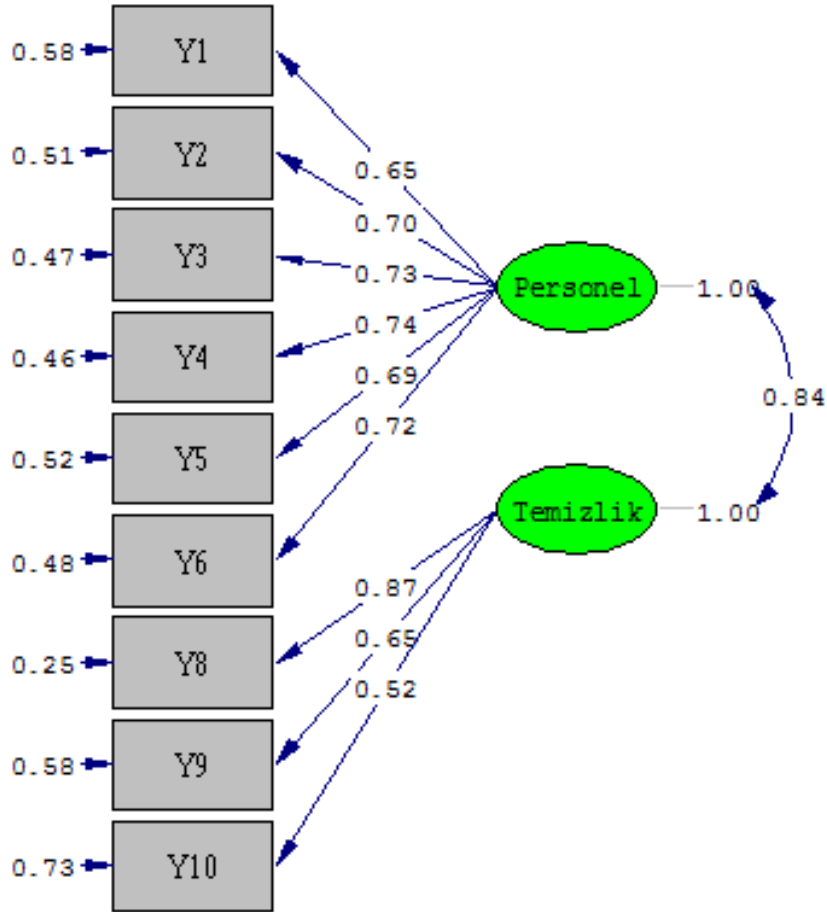 0.58 Y1
0.51 Y2
0.65
0.70
0.47 Y3
0.73
Personel 1.00
0.74
0.46 Y4
0.69
0.84
0.72
0.52 Y5
Temizlik 1.00
0.48 Y6
0.87
0.65
0.25 Y8
0.52
0.58 Y9
0.73 Y10